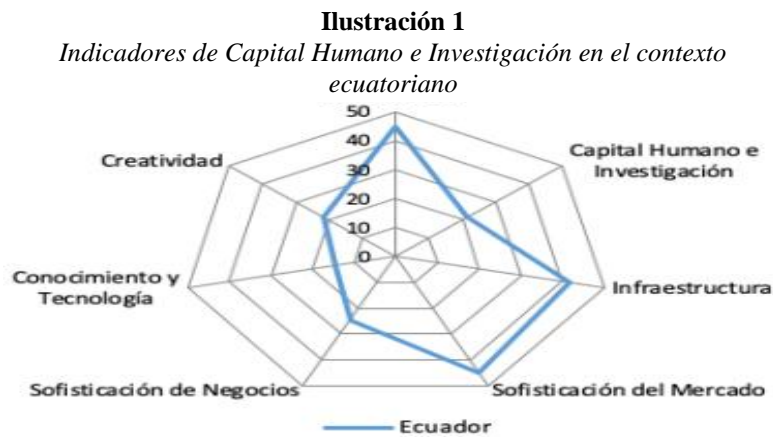 Ilustración 1
Indicadores de Capital Humano e Investigación en el contexto
ecuatoriano
50
40
30
20
10
0
Capital Humano e
Investigación
Infraestructura
Sofisticación del Mercado
Sofisticación de Negocios
Conocimiento y
Tecnología
Creatividad
Ecuador